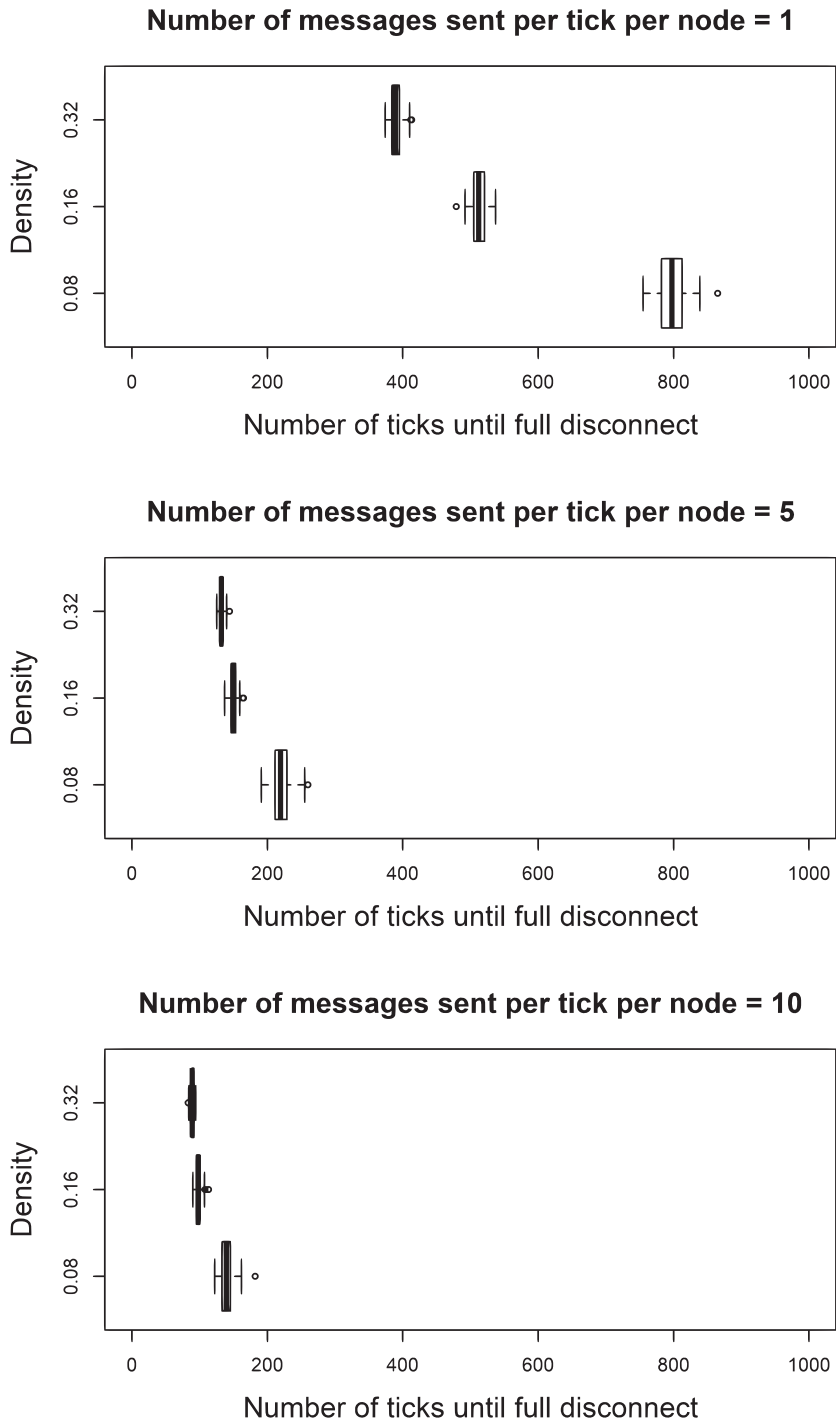 Number of messages sent per tick per node = 1
Density
0.32
0.16
0.08
0 200 400 600 800 1000
Number of ticks until full disconnect
Number of messages sent per tick per node = 5
Density
0.32
0.16
0.08
0 200 400 600 800 1000
Number of ticks until full disconnect
Number of messages sent per tick per node = 10
Density
0.32
0.16
0.08
0 200 400 600 800 1000
Number of ticks until full disconnect